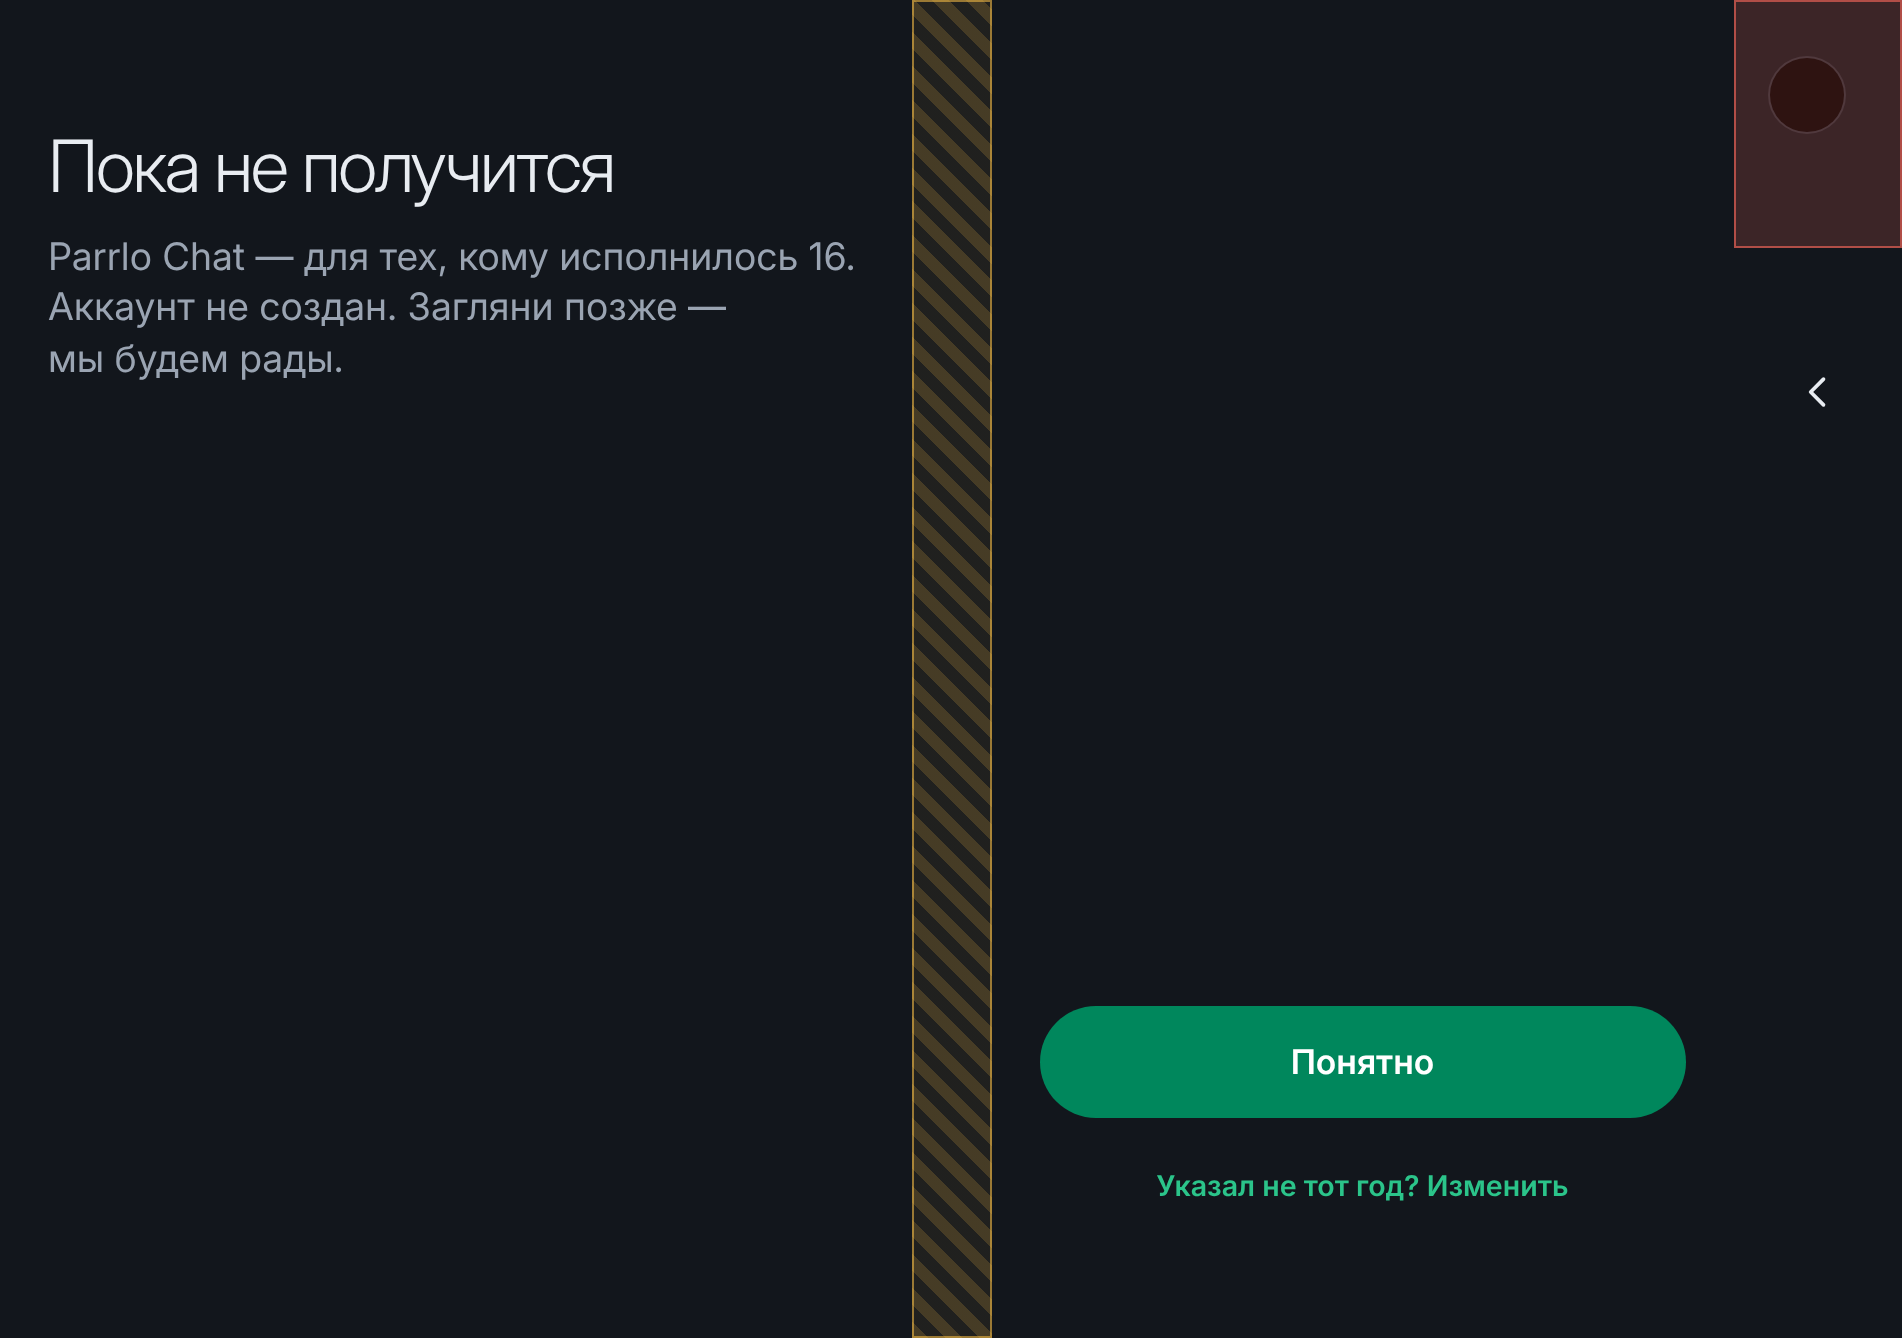 Пока не получится
Parrlo Chat — для тех, кому исполнилось 16.
Аккаунт не создан. Загляни позже —
мы будем рады.
Понятно
Указал не тот год? Изменить